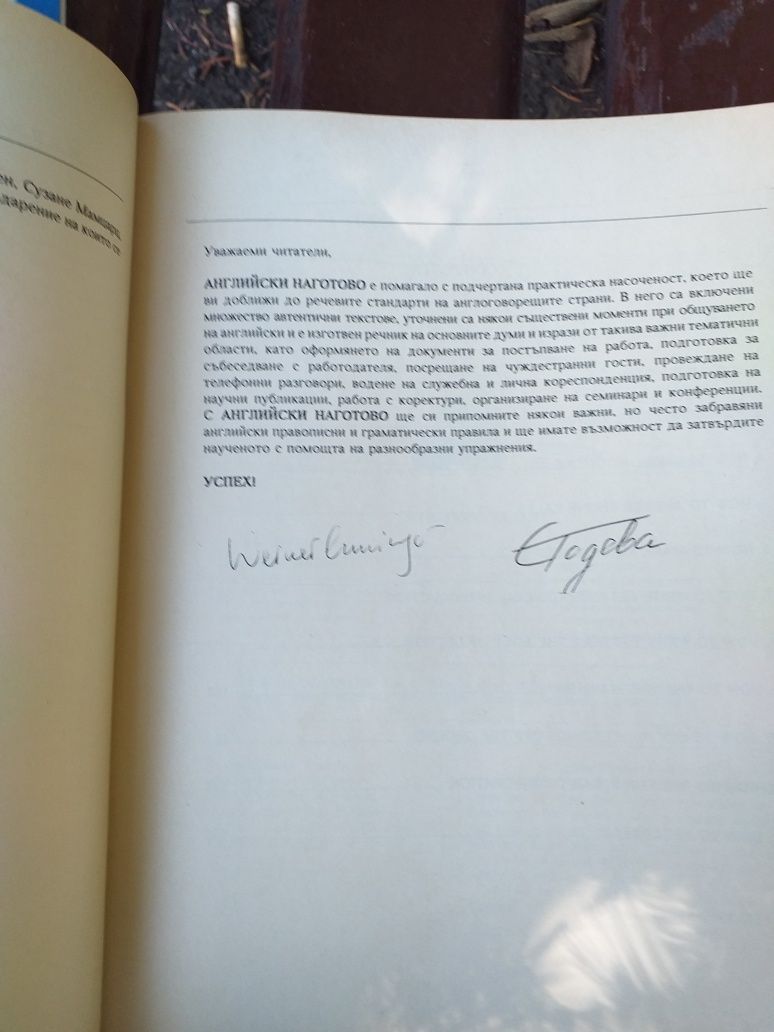 ен, Сузане Мампари,
дарение на които се
Уважаеми читатели,
АНГЛИЙСКИ НАГОТОВО е помагало с подчертана практическа насоченост, което ще
ви доближи до речевите стандарти на англоговорещите страни. В него са включени
множество автентични текстове, уточнени са някои съществени моменти при общуването
на английски и е изготвен речник на основните думи и изрази от такива важни тематични
области, като оформянето на документи за постъпване на работа, подготовка за
събеседване с работодателя, посрещане на чуждестранни гости, провеждане на
телефонни разговори, водене на служебна и лична кореспонденция, подготовка на
научни публикации, работа с коректури, организиране на семинари и конференции.
С АНГЛИЙСКИ НАГОТОВО ще си припомните някои важни, но често забравяни
английски правописни и граматически правила и ще имате възможност да затвърдите
наученото с помощта на разнообразни упражнения.
УСПЕХ!
Werner ЕТодева